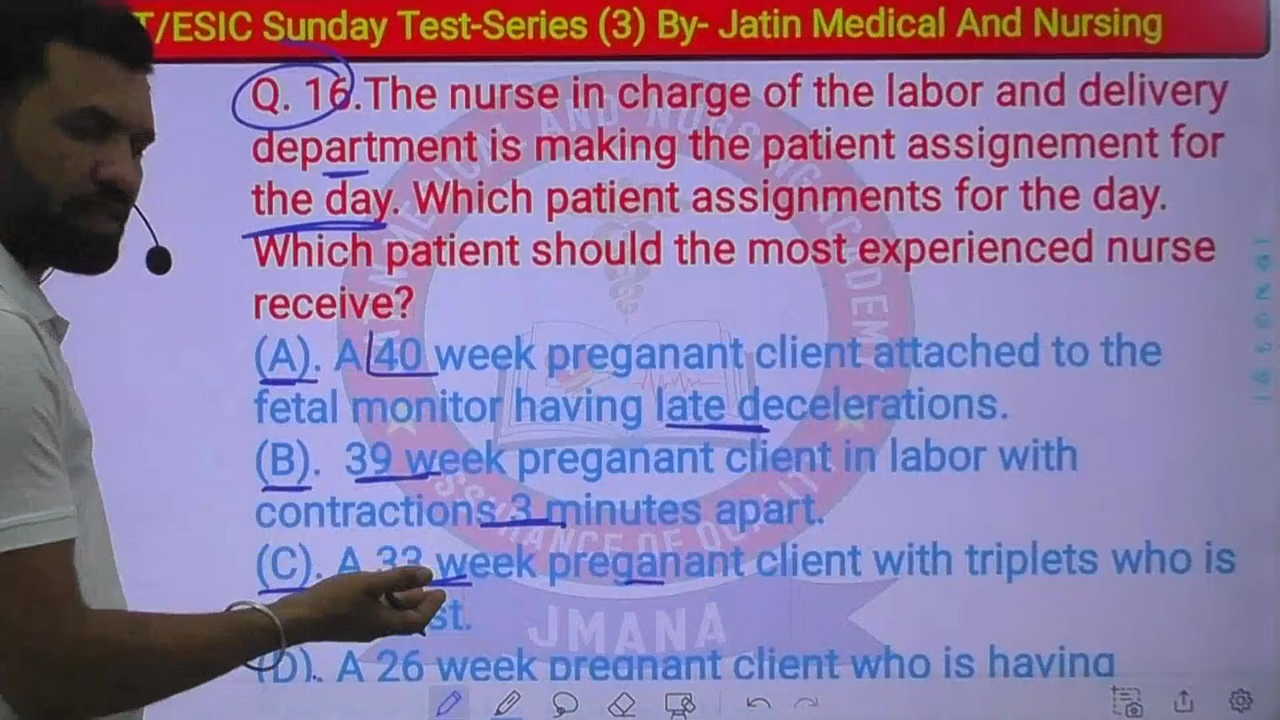 T/ESIC Sunday Test-Series (3) By- Jatin Medical And Nursing
Q. 16.The nurse in charge of the labor and delivery
department is making the patient assignement for
the day. Which patient assignments for the day.
Which patient should the most experienced nurse
receive?
(A). A 40 week preganant client attached to the
fetal monitor having late decelerations.
(B). 39 week preganant client in labor with
contractions 3 minutes apart.
(C). A 33 week preganant client with triplets who is
st.
(D). A 26 week pregnant client who is having
JMANA